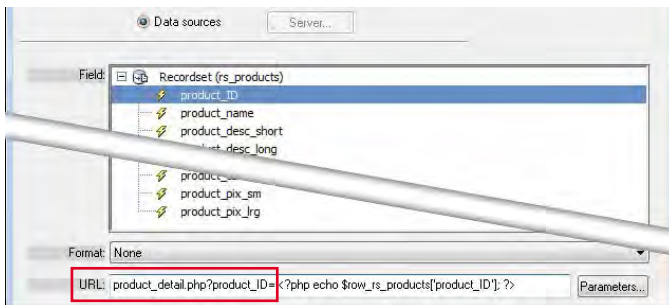 Data sources
Server...
Field:
Recordset (rs_products)
product_ID
product_name
product_desc_short
product_desc_long
product_pix_sm
product_pix_lrg
Format: None
URL: product_detail.php?product_ID= <?php echo $row_rs_products['product_ID']; ?> Parameters...